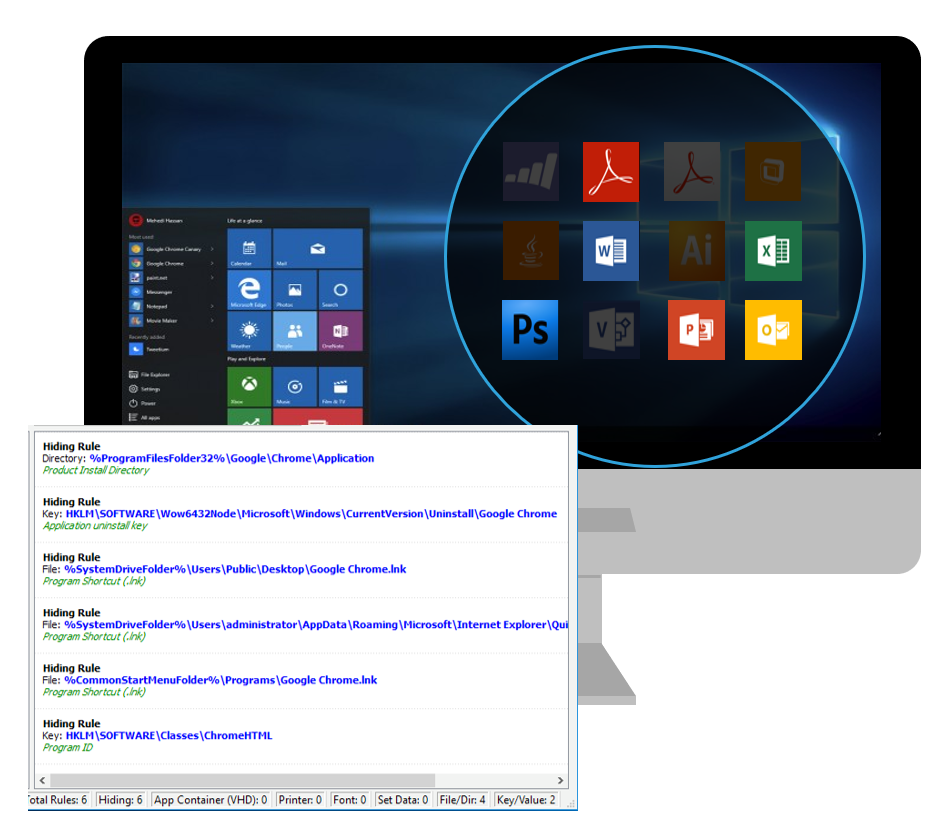 Mehedi Hassan
Life at a glance
Most used
Google Chrome Canary
Google Chrome
paint.net
Messenger
Notepad
Movie Maker
Recently added
Tweetium
File Explorer
Settings
Power
All apps
Calendar
Mail
Microsoft Edge
Photos
Search
Weather
People
OneNote
Play and Explore
Xbox
Music
Film & TV
W
Ai
X
Ps
V
P
O
Hiding Rule
Directory: %ProgramFilesFolder32%\Google\Chrome\Application
Product Install Directory
Hiding Rule
Key: HKLM\SOFTWARE\Wow6432Node\Microsoft\Windows\CurrentVersion\Uninstall\Google Chrome
Application uninstall key
Hiding Rule
File: %SystemDriveFolder%\Users\Public\Desktop\Google Chrome.lnk
Program Shortcut (.lnk)
Hiding Rule
File: %SystemDriveFolder%\Users\administrator\AppData\Roaming\Microsoft\Internet Explorer\Qui
Program Shortcut (.lnk)
Hiding Rule
File: %CommonStartMenuFolder%\Programs\Google Chrome.lnk
Program Shortcut (.lnk)
Hiding Rule
Key: HKLM\SOFTWARE\Classes\ChromeHTML
Program ID
Total Rules: 6 Hiding: 6 App Container (VHD): 0 Printer: 0 Font: 0 Set Data: 0 File/Dir: 4 Key/Value: 2